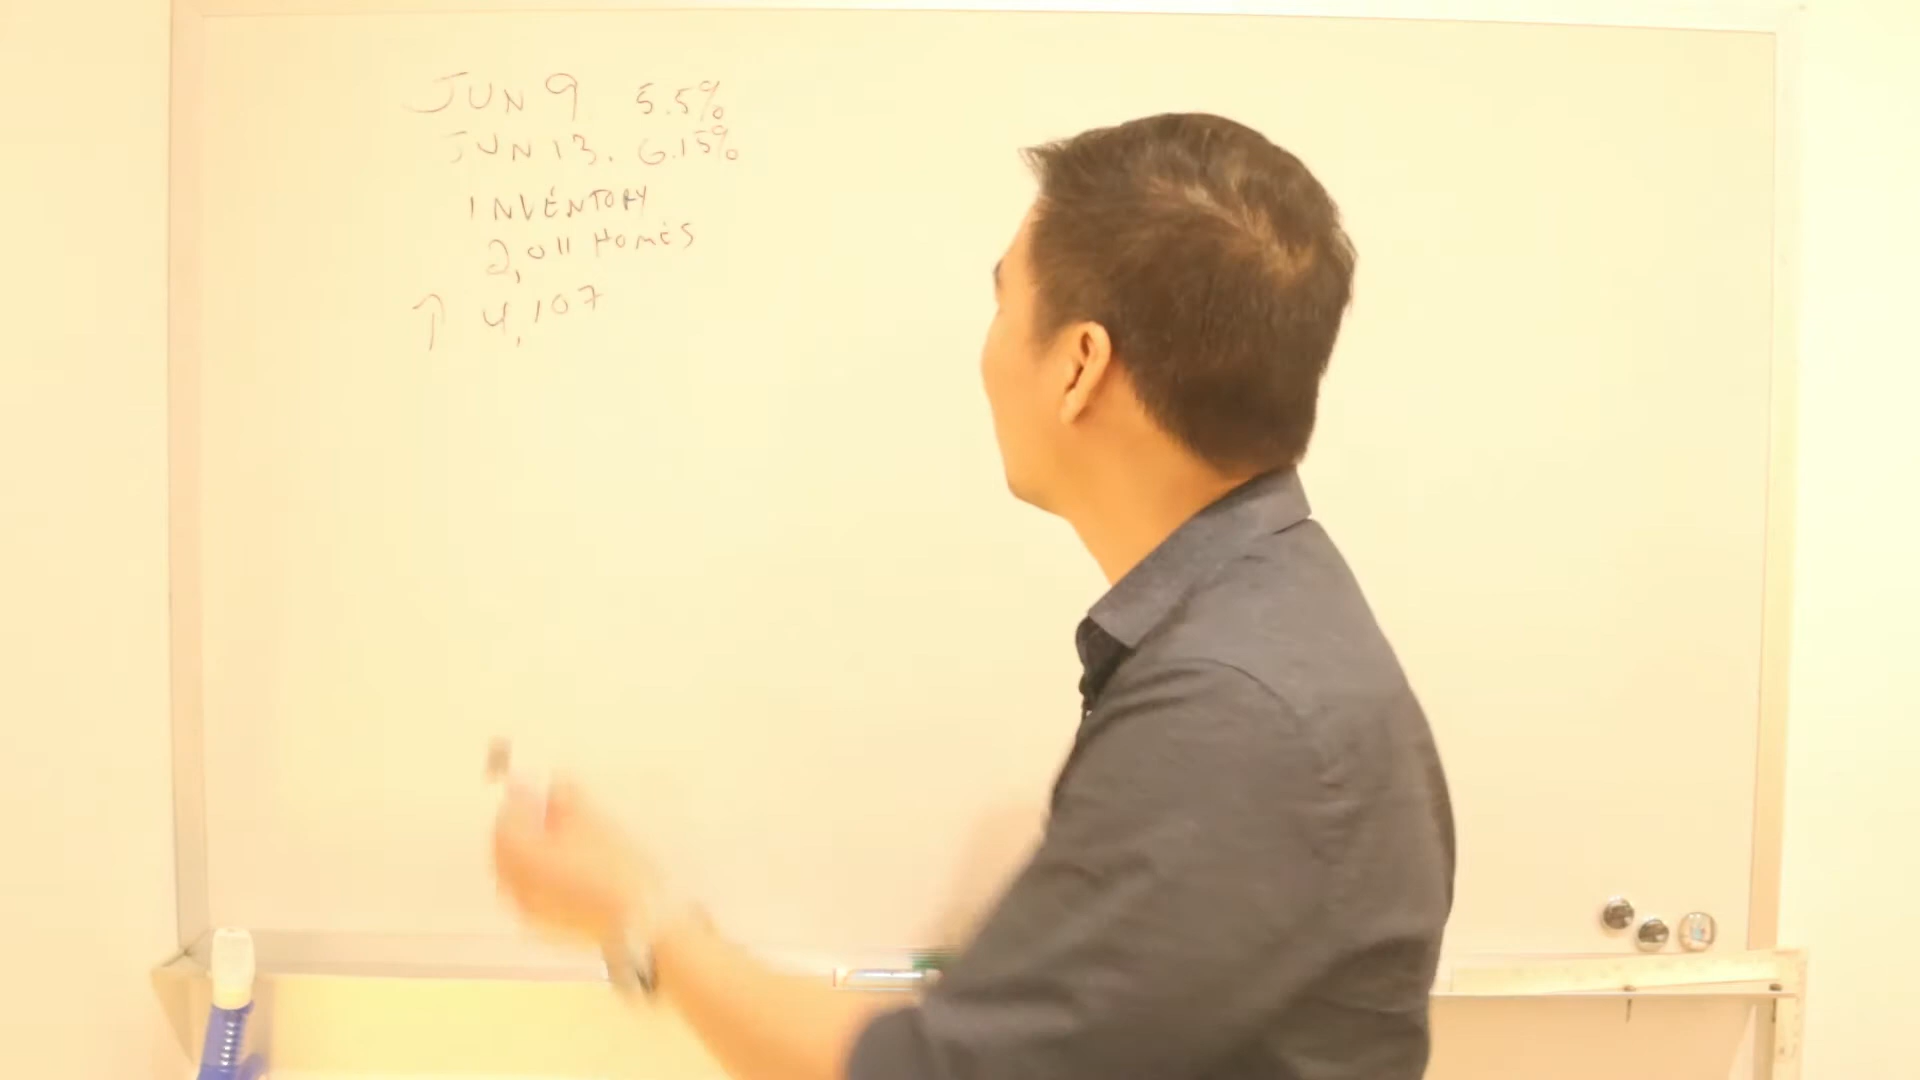 JUN 9 5.5%
JUN 13. 6.15%
INVENTORY
2,011 HOMES
↑ 4,107